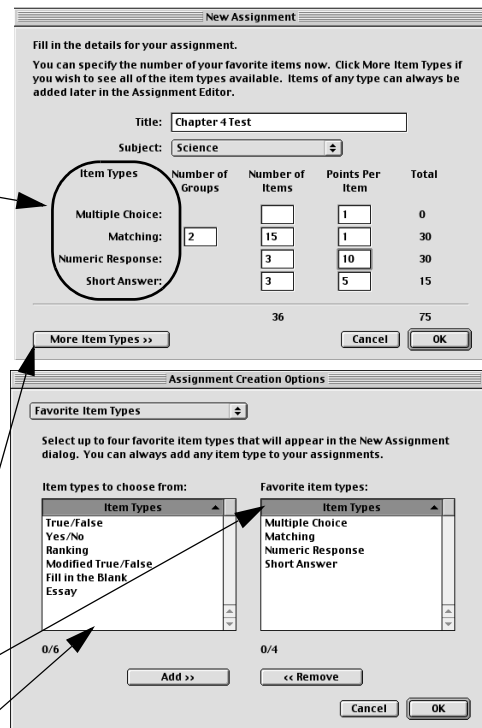 New Assignment
Fill in the details for your assignment.
You can specify the number of your favorite items now. Click More Item Types if
you wish to see all of the item types available. Items of any type can always be
added later in the Assignment Editor.
Title: Chapter 4 Test
Subject: Science
Item Types Number of Groups Number of Items Points Per Item Total
Multiple Choice: 1 0
Matching: 2 15 1 30
Numeric Response: 3 10 30
Short Answer: 3 5 15
36 75
More Item Types >> Cancel OK
Assignment Creation Options
Favorite Item Types
Select up to four favorite item types that will appear in the New Assignment
dialog. You can always add any item type to your assignments.
Item types to choose from: Favorite item types:
Item Types Item Types
True/False Multiple Choice
Yes/No Matching
Ranking Numeric Response
Modified True/False Short Answer
Fill in the Blank
Essay
0/6 0/4
Add >> << Remove
Cancel OK